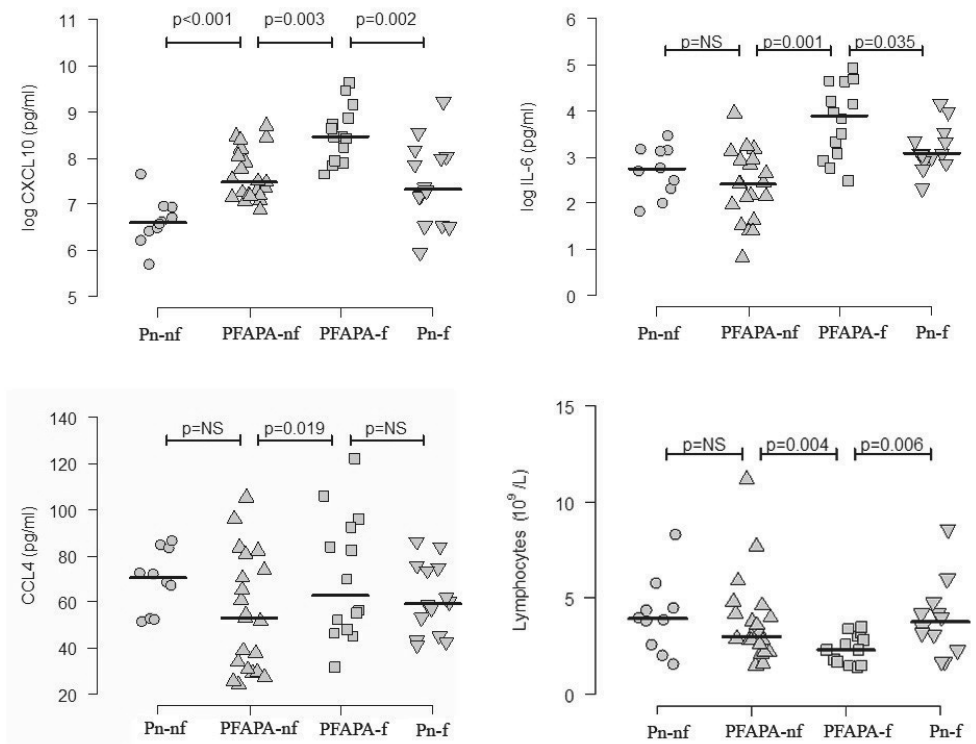 p<0.001 p=0.003 p=0.002
log CXCL10 (pg/ml)
11
10
9
8
7
6
5
Pn-nf PFAPA-nf PFAPA-f Pn-f
p=NS p=0.001 p=0.035
log IL-6 (pg/ml)
6
5
4
3
2
1
0
Pn-nf PFAPA-nf PFAPA-f Pn-f
p=NS p=0.019 p=NS
CCL4 (pg/ml)
140
120
100
80
60
40
20
Pn-nf PFAPA-nf PFAPA-f Pn-f
p=NS p=0.004 p=0.006
Lymphocytes (10⁹/L)
15
10
5
0
Pn-nf PFAPA-nf PFAPA-f Pn-f